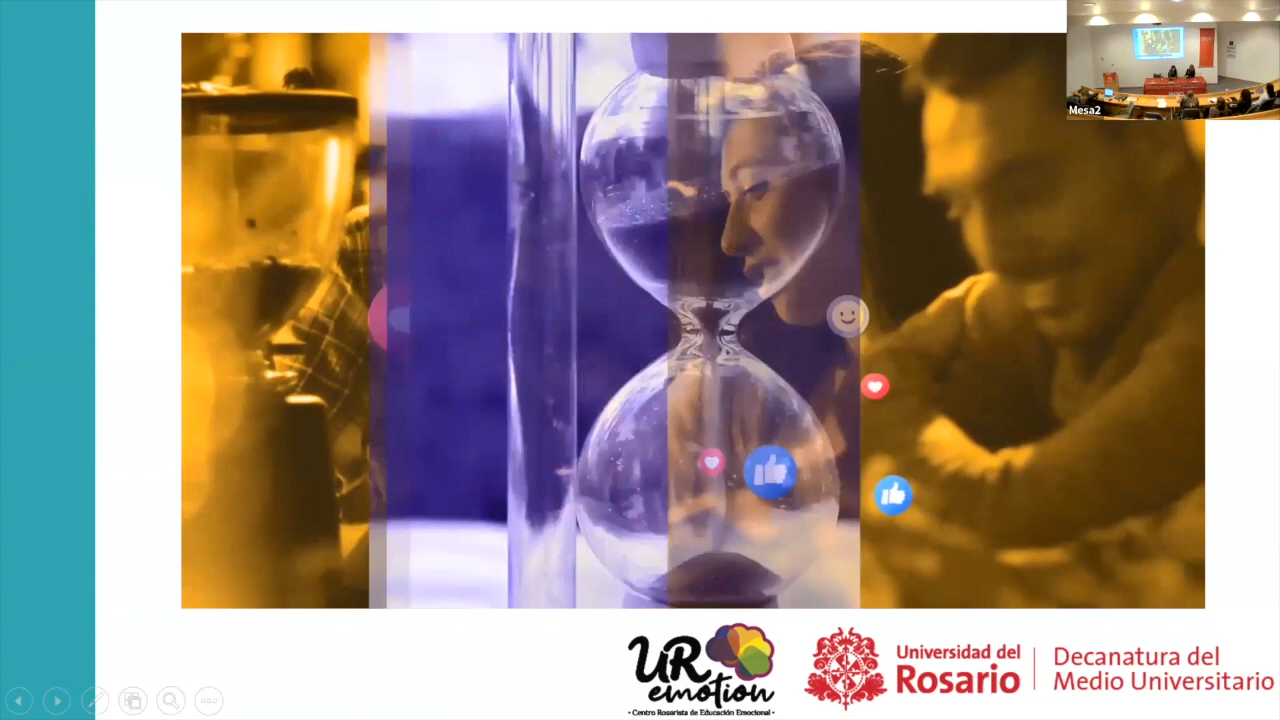 Mesa2
UR
emotion
• Centro Rosarista de Educación Emocional •
Universidad del
Rosario
Decanatura del
Medio Universitario